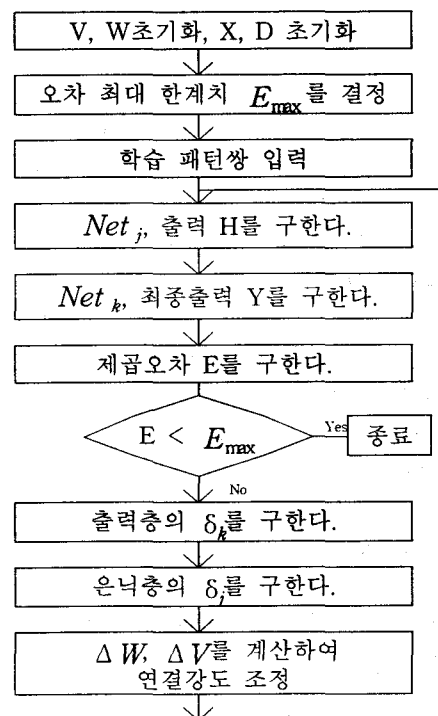 V, W초기화, X, D 초기화
오차 최대 한계치 E_max를 결정
학습 패턴쌍 입력
Net_j, 출력 H를 구한다.
Net_k, 최종출력 Y를 구한다.
제곱오차 E를 구한다.
E < E_max
Yes
종료
No
출력층의 δ_k를 구한다.
은닉층의 δ_j를 구한다.
Δ W, Δ V를 계산하여
연결강도 조정